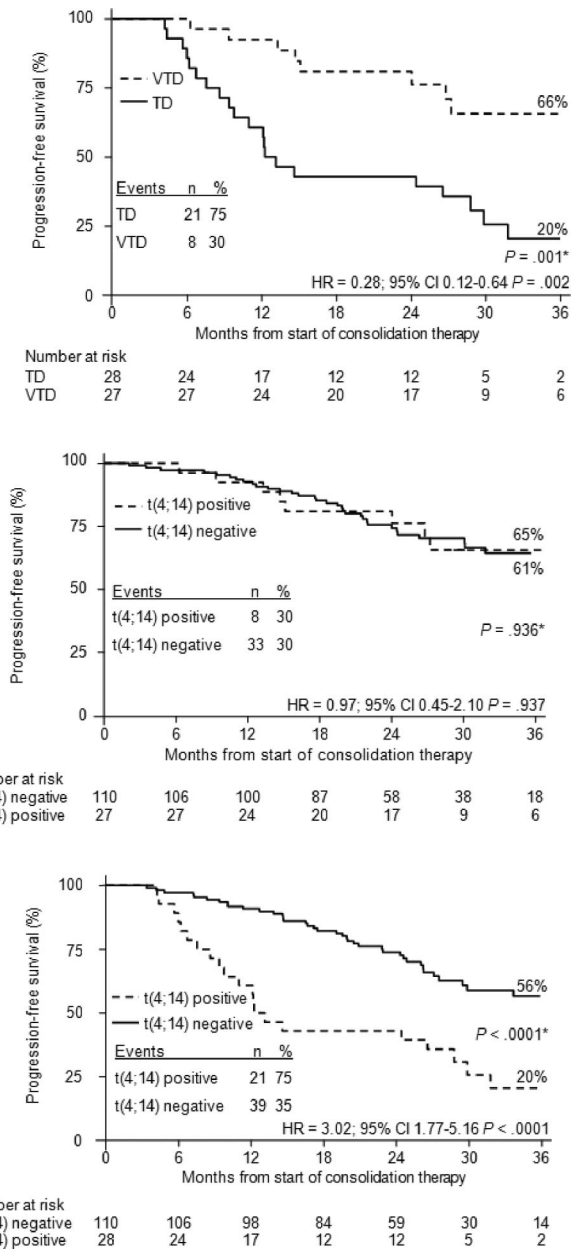 100
75
50
25
0
Progression-free survival (%)
VTD
TD
66%
20%
Events n %
TD 21 75
VTD 8 30
P = .001*
HR = 0.28; 95% CI 0.12-0.64 P = .002
0 6 12 18 24 30 36
Months from start of consolidation therapy
Number at risk
TD 28 24 17 12 12 5 2
VTD 27 27 24 20 17 9 6
100
75
50
25
0
Progression-free survival (%)
t(4;14) positive
t(4;14) negative
65%
61%
Events n %
t(4;14) positive 8 30
t(4;14) negative 33 30
P = .936*
HR = 0.97; 95% CI 0.45-2.10 P = .937
0 6 12 18 24 30 36
Months from start of consolidation therapy
ber at risk
4) negative 110 106 100 87 58 38 18
4) positive 27 27 24 20 17 9 6
100
75
50
25
0
Progression-free survival (%)
t(4;14) positive
t(4;14) negative
56%
20%
P < .0001*
Events n %
t(4;14) positive 21 75
t(4;14) negative 39 35
HR = 3.02; 95% CI 1.77-5.16 P < .0001
0 6 12 18 24 30 36
Months from start of consolidation therapy
ber at risk
4) negative 110 106 98 84 59 30 14
4) positive 28 24 17 12 12 5 2